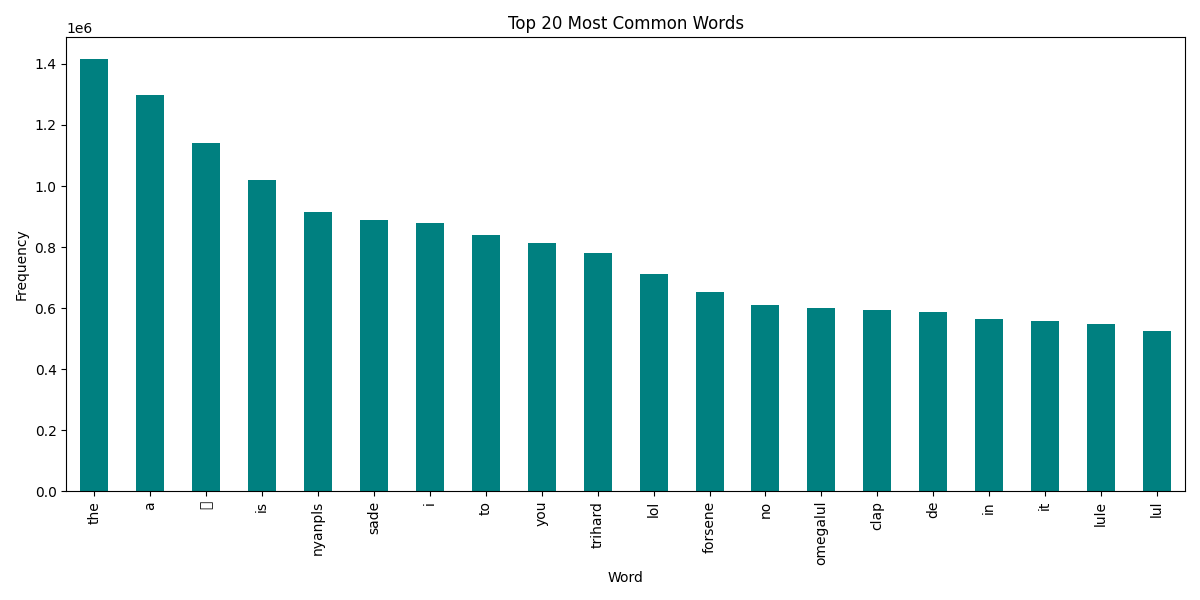 Top 20 Most Common Words
1e6
1.4
1.2
1.0
0.8
0.6
0.4
0.2
0.0
Frequency
the
a
is
nyanpls
sade
i
to
you
trihard
lol
forsene
no
omegalul
clap
de
in
it
lule
lul
Word